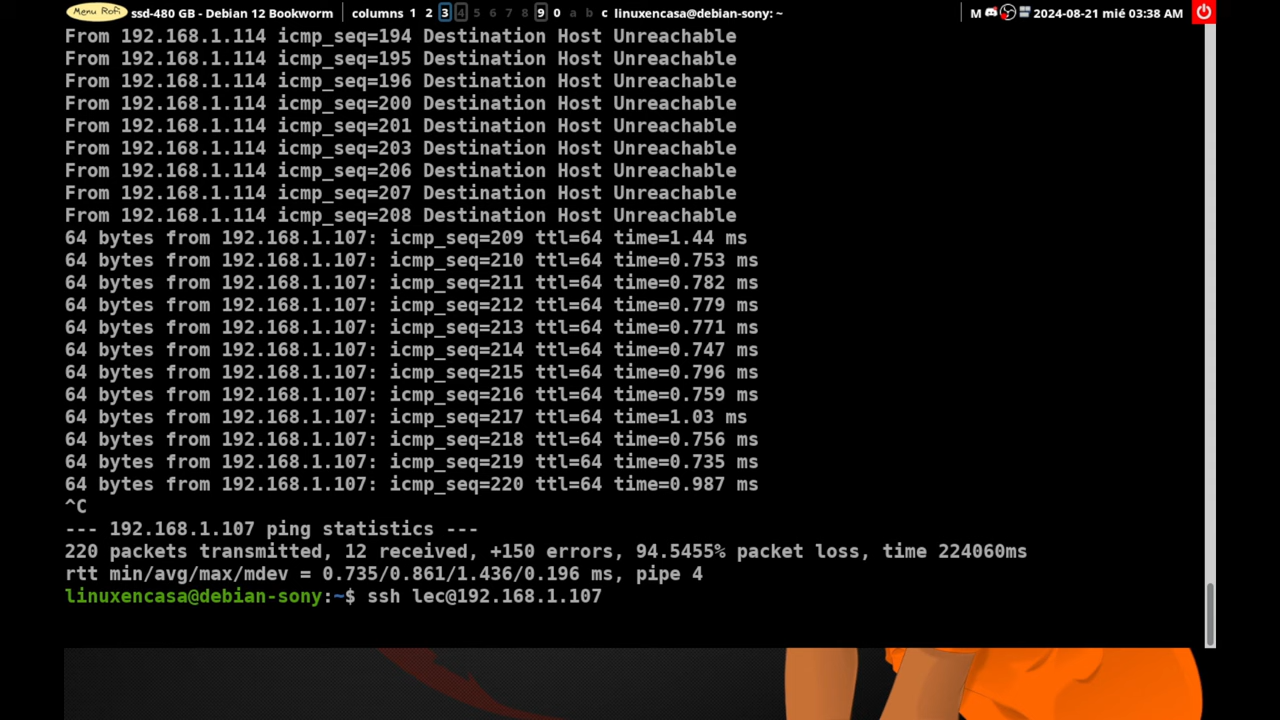 Menu Rofi ssd-480 GB - Debian 12 Bookworm columns 1 2 3 4 5 6 7 8 9 0 a b c linuxencasa@debian-sony: ~ M 2024-08-21 mié 03:38 AM
From 192.168.1.114 icmp_seq=194 Destination Host Unreachable
From 192.168.1.114 icmp_seq=195 Destination Host Unreachable
From 192.168.1.114 icmp_seq=196 Destination Host Unreachable
From 192.168.1.114 icmp_seq=200 Destination Host Unreachable
From 192.168.1.114 icmp_seq=201 Destination Host Unreachable
From 192.168.1.114 icmp_seq=203 Destination Host Unreachable
From 192.168.1.114 icmp_seq=206 Destination Host Unreachable
From 192.168.1.114 icmp_seq=207 Destination Host Unreachable
From 192.168.1.114 icmp_seq=208 Destination Host Unreachable
64 bytes from 192.168.1.107: icmp_seq=209 ttl=64 time=1.44 ms
64 bytes from 192.168.1.107: icmp_seq=210 ttl=64 time=0.753 ms
64 bytes from 192.168.1.107: icmp_seq=211 ttl=64 time=0.782 ms
64 bytes from 192.168.1.107: icmp_seq=212 ttl=64 time=0.779 ms
64 bytes from 192.168.1.107: icmp_seq=213 ttl=64 time=0.771 ms
64 bytes from 192.168.1.107: icmp_seq=214 ttl=64 time=0.747 ms
64 bytes from 192.168.1.107: icmp_seq=215 ttl=64 time=0.796 ms
64 bytes from 192.168.1.107: icmp_seq=216 ttl=64 time=0.759 ms
64 bytes from 192.168.1.107: icmp_seq=217 ttl=64 time=1.03 ms
64 bytes from 192.168.1.107: icmp_seq=218 ttl=64 time=0.756 ms
64 bytes from 192.168.1.107: icmp_seq=219 ttl=64 time=0.735 ms
64 bytes from 192.168.1.107: icmp_seq=220 ttl=64 time=0.987 ms
^C
--- 192.168.1.107 ping statistics ---
220 packets transmitted, 12 received, +150 errors, 94.5455% packet loss, time 224060ms
rtt min/avg/max/mdev = 0.735/0.861/1.436/0.196 ms, pipe 4
linuxencasa@debian-sony:~$ ssh lec@192.168.1.107